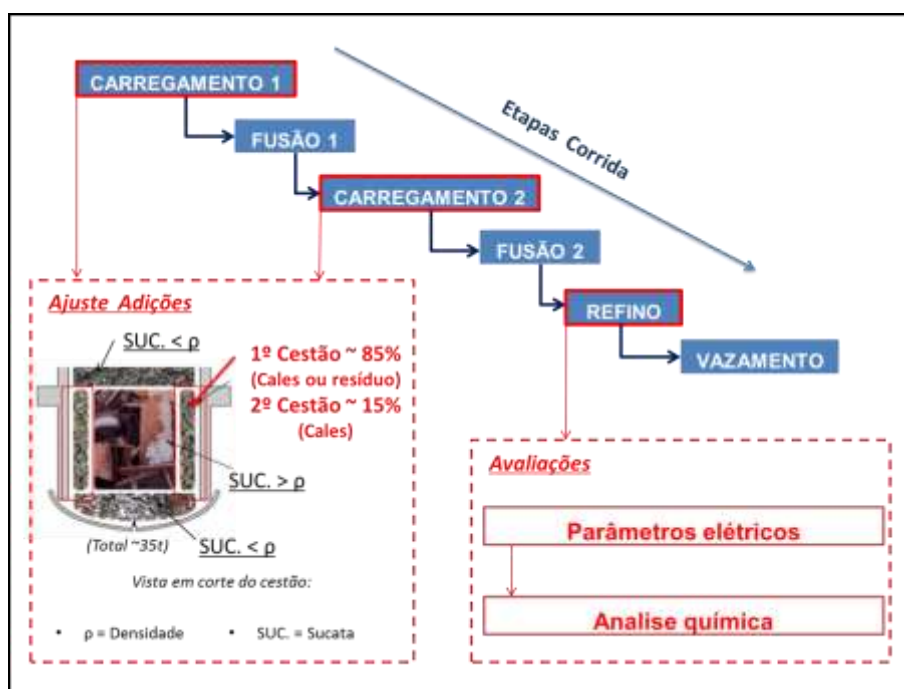 CARREGAMENTO 1
FUSÃO 1
CARREGAMENTO 2
FUSÃO 2
REFINO
VAZAMENTO
Etapas Corrida
Ajuste Adições
SUC. < ρ
1º Cestão ~ 85%
(Cales ou resíduo)
2º Cestão ~ 15%
(Cales)
SUC. > ρ
(Total ~35t)
SUC. < ρ
Vista em corte do cestão:
• ρ = Densidade
• SUC. = Sucata
Avaliações
Parâmetros elétricos
Analise química